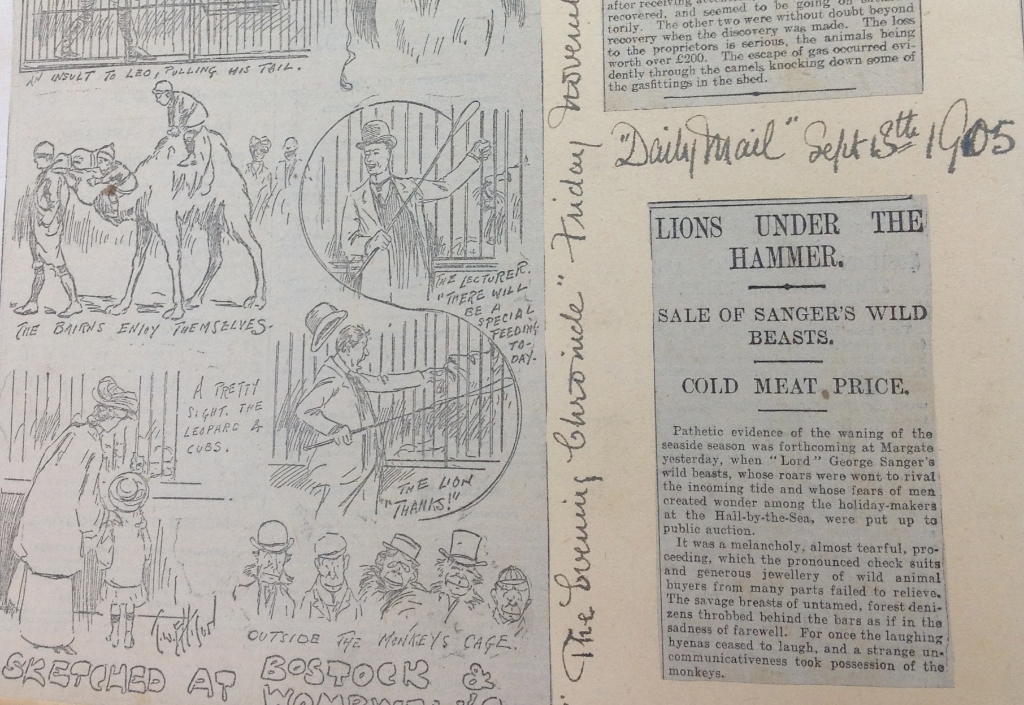 AN INSULT TO LEO, PULLING HIS TAIL.
THE BAIRNS ENJOY THEMSELVES-
THE LECTURER.
"THERE WILL
BE A
SPECIAL
FEEDING
TO-
DAY-
A PRETTY
SIGHT. THE
LEOPARD &
CUBS.
THE LION
"THANKS!"
OUTSIDE THE MONKEYS CAGE.
SKETCHED AT BOSTOCK &
"The Evening Chronicle" Friday Novemb
recovered, and seemed to be going on
torily. The other two were without doubt beyond
recovery when the discovery was made. The loss
to the proprietors is serious, the animals being
worth over £200. The escape of gas occurred evi-
dently through the camels knocking down some of
the gasfittings in the shed.
"Daily Mail" Sept 13th 1905
LIONS UNDER THE
HAMMER.
SALE OF SANGER'S WILD
BEASTS.
COLD MEAT PRICE.
Pathetic evidence of the waning of the
seaside season was forthcoming at Margate
yesterday, when "Lord" George Sanger's
wild beasts, whose roars were wont to rival
the incoming tide and whose fears of men
created wonder among the holiday-makers
at the Hall-by-the-Sea, were put up to
public auction.
It was a melancholy, almost tearful, pro-
ceeding, which the pronounced check suits
and generous jewellery of wild animal
buyers from many parts failed to relieve.
The savage breasts of untamed, forest deni-
zens throbbed behind the bars as if in the
sadness of farewell. For once the laughing
hyenas ceased to laugh, and a strange un-
communicativeness took possession of the
monkeys.